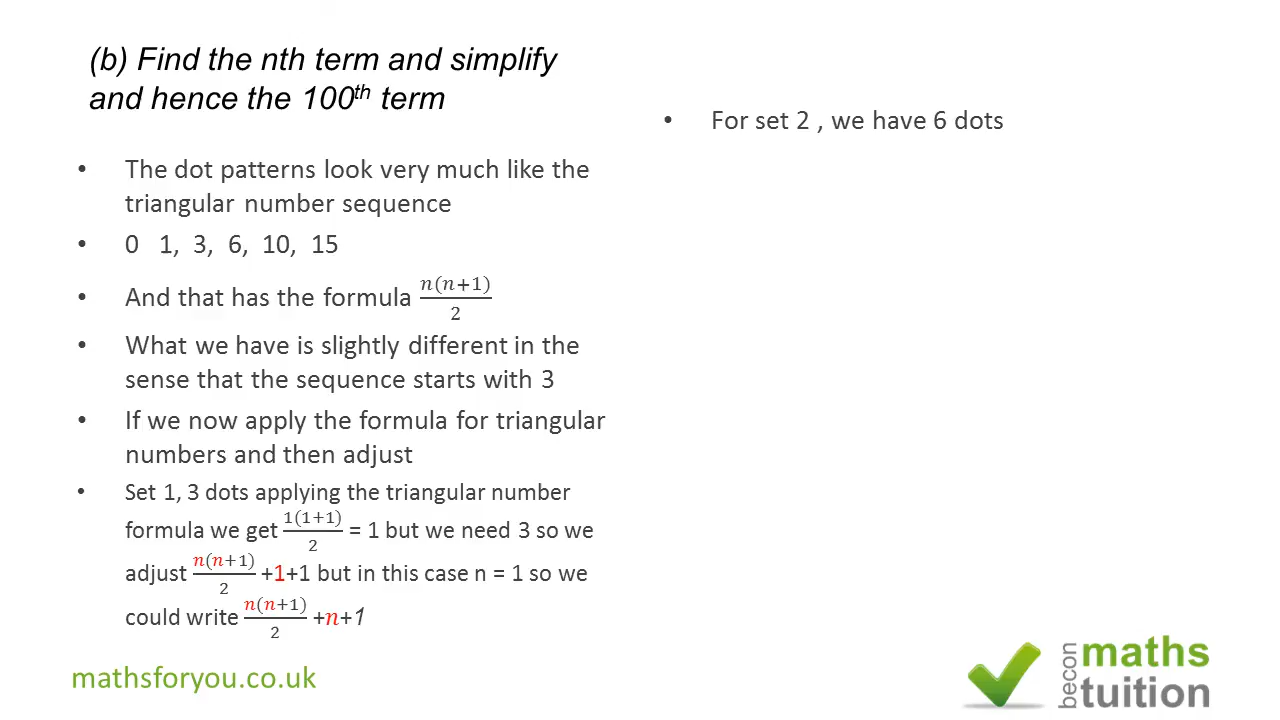 (b) Find the nth term and simplify
and hence the 100th term
• The dot patterns look very much like the
triangular number sequence
• 0 1, 3, 6, 10, 15
• And that has the formula n(n+1)/2
• What we have is slightly different in the
sense that the sequence starts with 3
• If we now apply the formula for triangular
numbers and then adjust
• Set 1, 3 dots applying the triangular number
formula we get 1(1+1)/2 = 1 but we need 3 so we
adjust n(n+1)/2 +1+1 but in this case n = 1 so we
could write n(n+1)/2 +n+1
• For set 2 , we have 6 dots
mathsforyou.co.uk
becon
maths
tuition